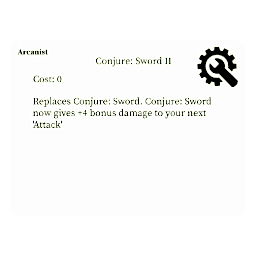 Arcanist
Conjure: Sword II
Cost: 0
Replaces Conjure: Sword. Conjure: Sword
now gives +4 bonus damage to your next
'Attack'